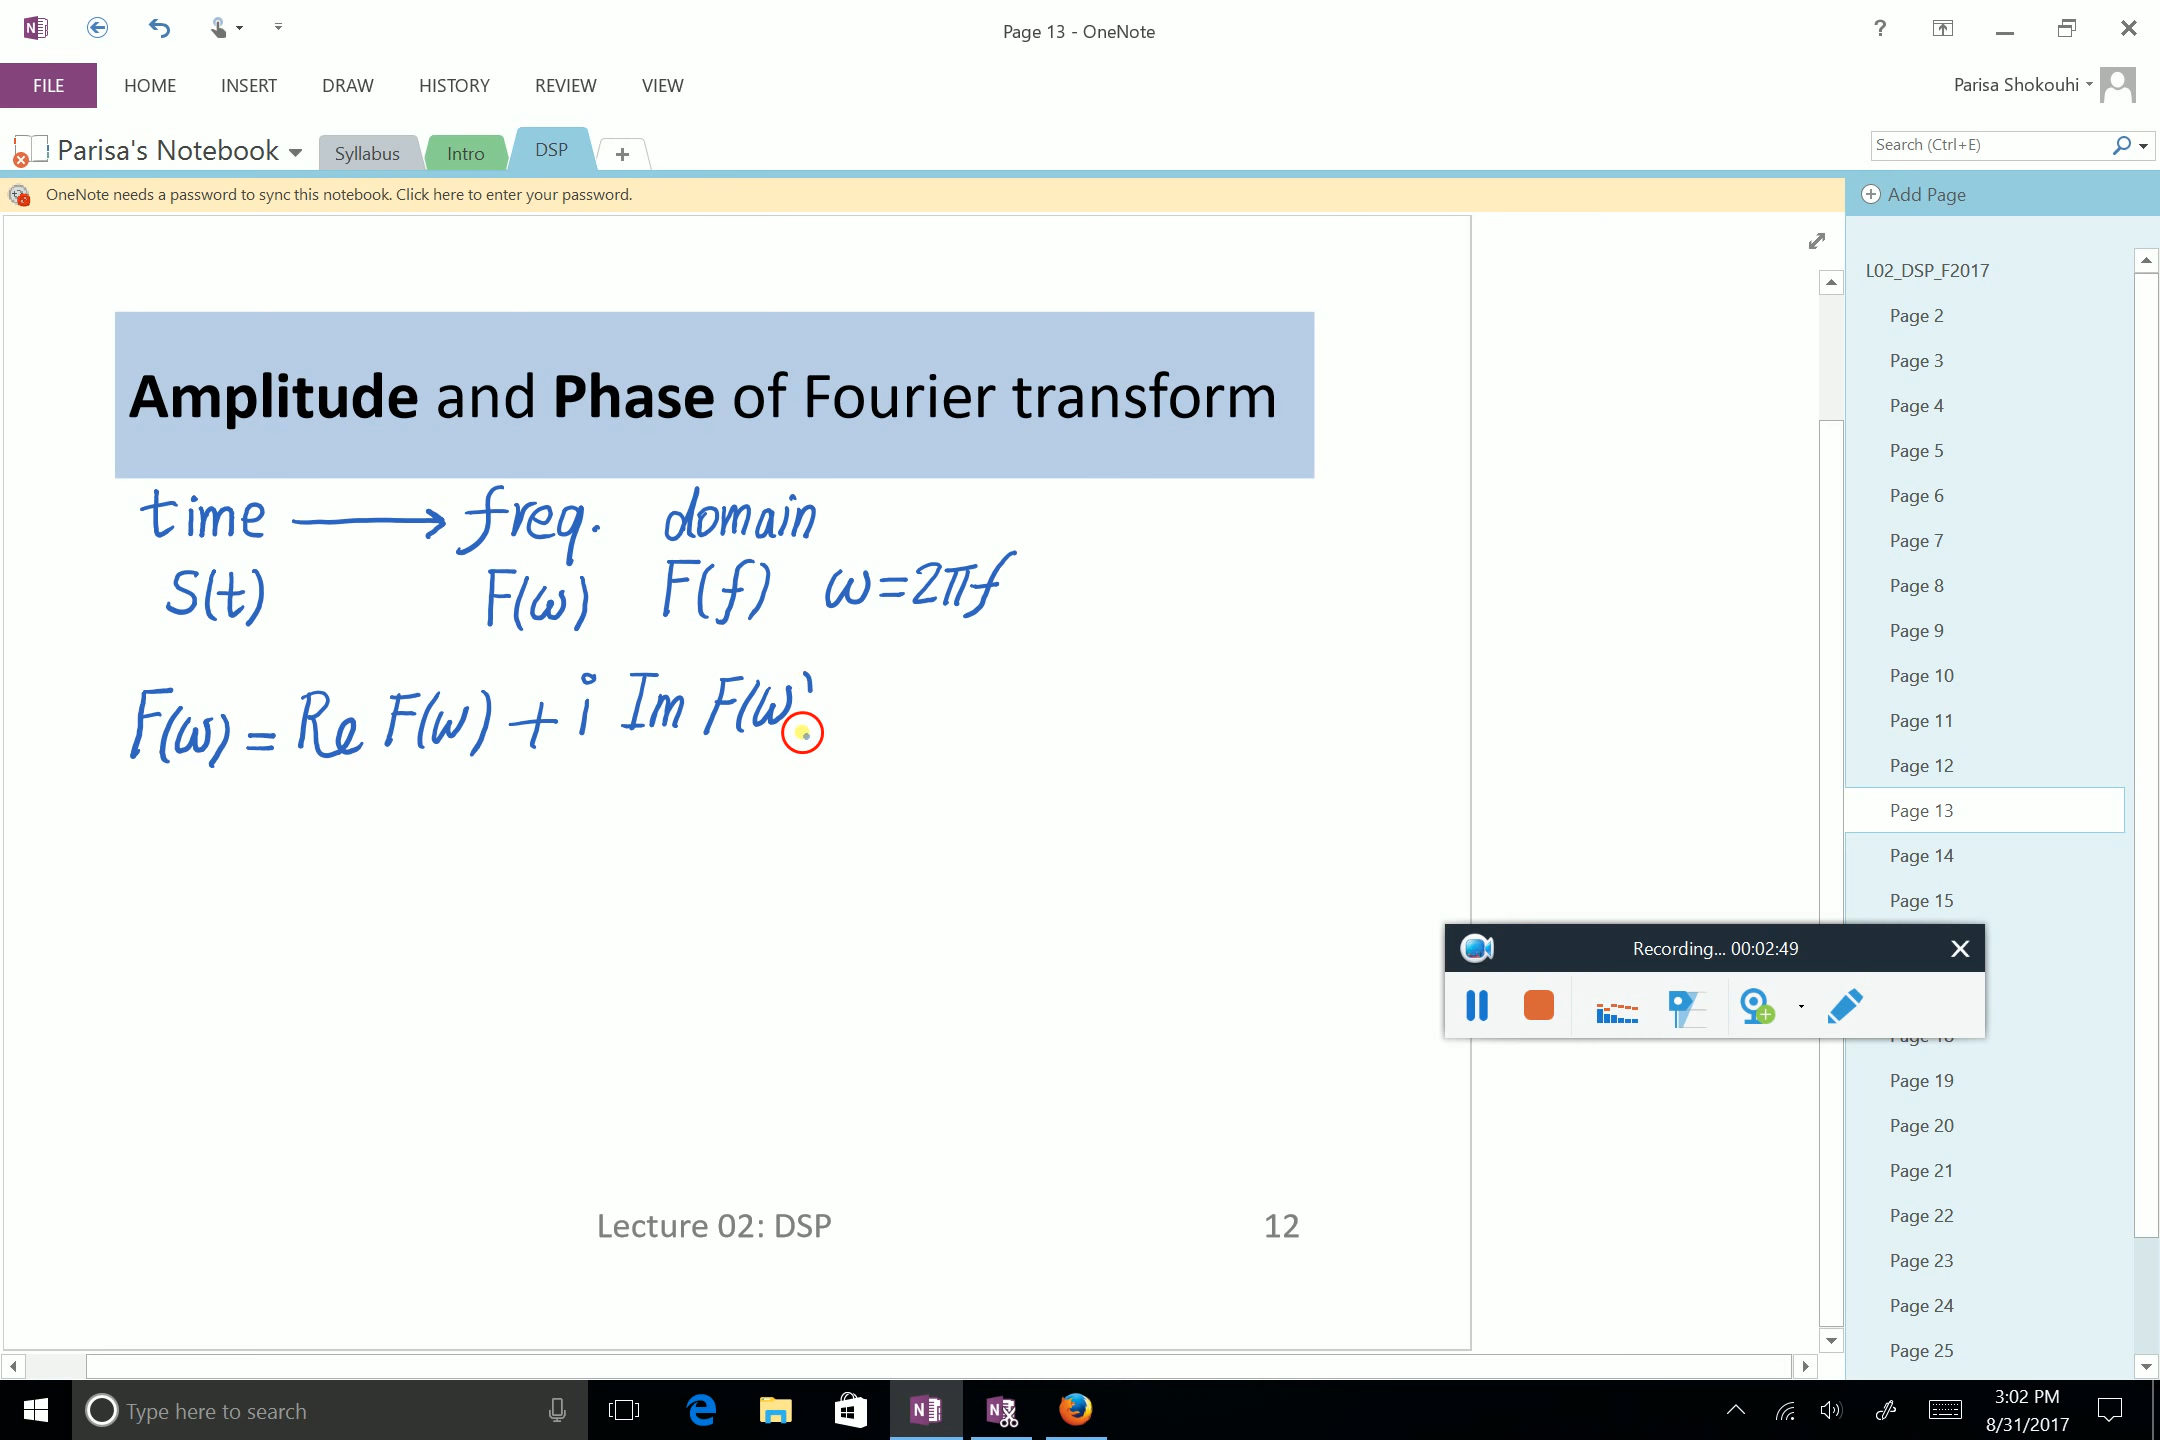 Page 13 - OneNote
?
FILE HOME INSERT DRAW HISTORY REVIEW VIEW
Parisa Shokouhi
Parisa's Notebook Syllabus Intro DSP +
Search (Ctrl+E)
OneNote needs a password to sync this notebook. Click here to enter your password.
Add Page
L02_DSP_F2017
Page 2
Page 3
Page 4
Page 5
Page 6
Page 7
Page 8
Page 9
Page 10
Page 11
Page 12
Page 13
Page 14
Page 15
Page 19
Page 20
Page 21
Page 22
Page 23
Page 24
Page 25
Amplitude and Phase of Fourier transform
time → freq. domain
S(t) F(ω) F(f) ω=2πf
F(ω) = Re F(ω) + i Im F(ω
Lecture 02: DSP 12
Recording... 00:02:49
Type here to search
3:02 PM
8/31/2017